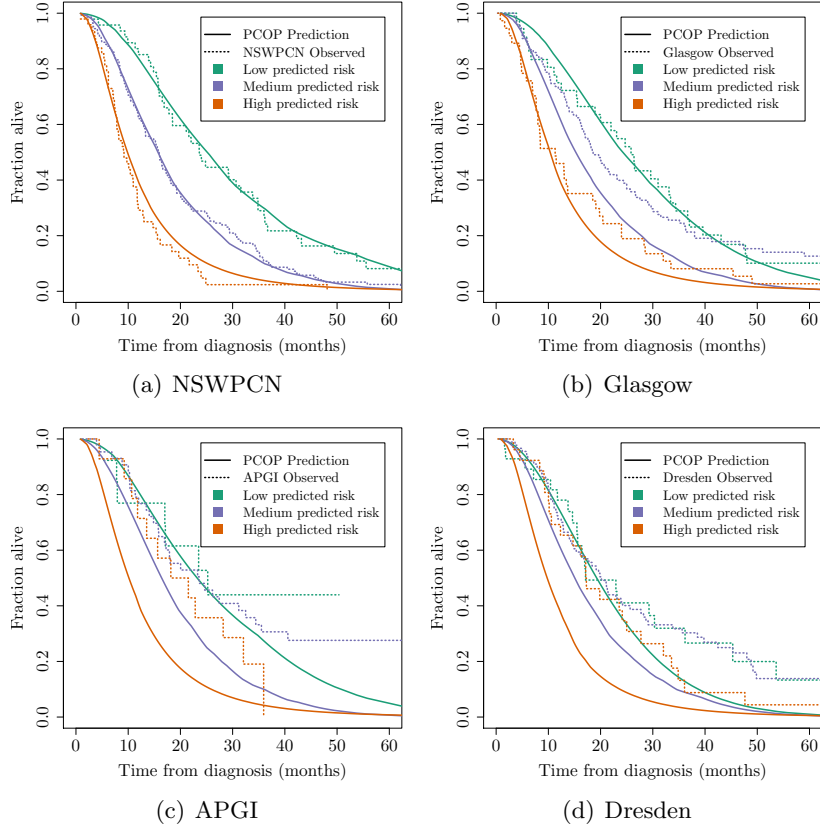 Fraction alive
1.0
0.8
0.6
0.4
0.2
0.0
PCOP Prediction
NSWPCN Observed
Low predicted risk
Medium predicted risk
High predicted risk
0 10 20 30 40 50 60
Time from diagnosis (months)
(a) NSWPCN
Fraction alive
1.0
0.8
0.6
0.4
0.2
0.0
PCOP Prediction
Glasgow Observed
Low predicted risk
Medium predicted risk
High predicted risk
0 10 20 30 40 50 60
Time from diagnosis (months)
(b) Glasgow
Fraction alive
1.0
0.8
0.6
0.4
0.2
0.0
PCOP Prediction
APGI Observed
Low predicted risk
Medium predicted risk
High predicted risk
0 10 20 30 40 50 60
Time from diagnosis (months)
(c) APGI
Fraction alive
1.0
0.8
0.6
0.4
0.2
0.0
PCOP Prediction
Dresden Observed
Low predicted risk
Medium predicted risk
High predicted risk
0 10 20 30 40 50 60
Time from diagnosis (months)
(d) Dresden